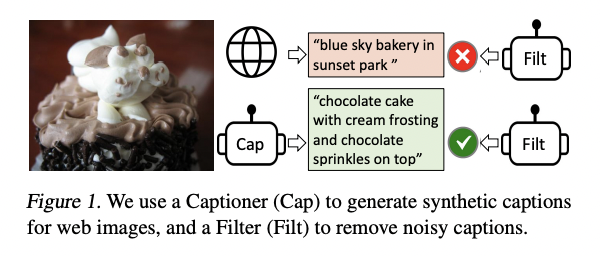 “blue sky bakery in
sunset park ”
Filt
Cap
“chocolate cake
with cream frosting
and chocolate
sprinkles on top”
Filt
Figure 1. We use a Captioner (Cap) to generate synthetic captions
for web images, and a Filter (Filt) to remove noisy captions.